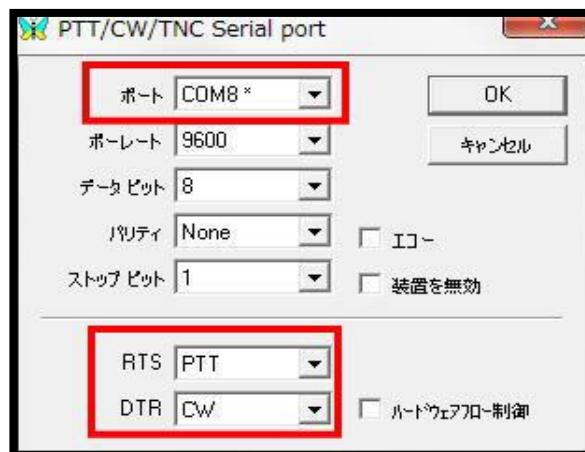 PTT/CW/TNC Serial port
ポート COM8 * OK
ボーレート 9600 キャンセル
データ ビット 8
パリティ None エコー
ストップ ビット 1 装置を無効
RTS PTT
DTR CW ハードウェアフロー制御